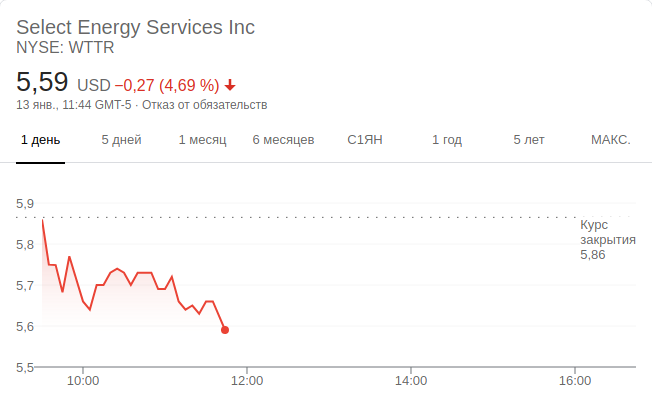 Select Energy Services Inc
NYSE: WTTR
5,59 USD −0,27 (4,69 %)
13 янв., 11:44 GMT-5 · Отказ от обязательств
1 день 5 дней 1 месяц 6 месяцев С1ЯН 1 год 5 лет МАКС.
5,9
Курс
закрытия
5,86
5,8
5,7
5,6
5,5
10:00 12:00 14:00 16:00